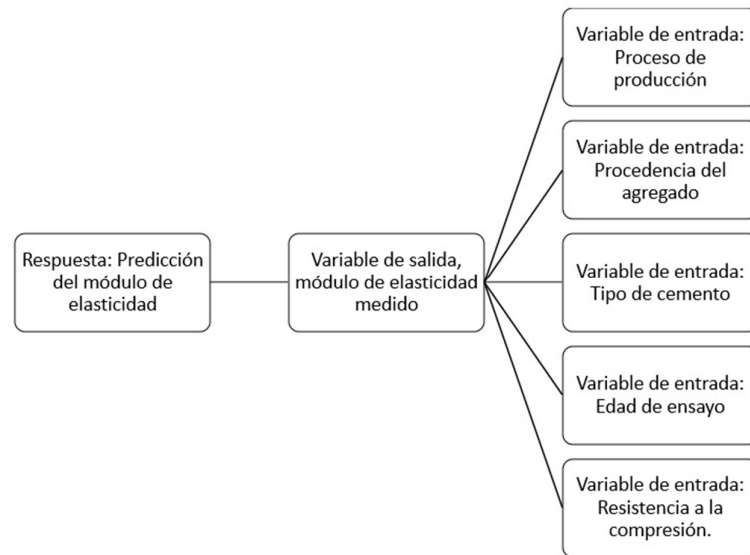 Respuesta: Predicción
del módulo de
elasticidad
Variable de salida,
módulo de elasticidad
medido
Variable de entrada:
Proceso de
producción
Variable de entrada:
Procedencia del
agregado
Variable de entrada:
Tipo de cemento
Variable de entrada:
Edad de ensayo
Variable de entrada:
Resistencia a la
compresión.